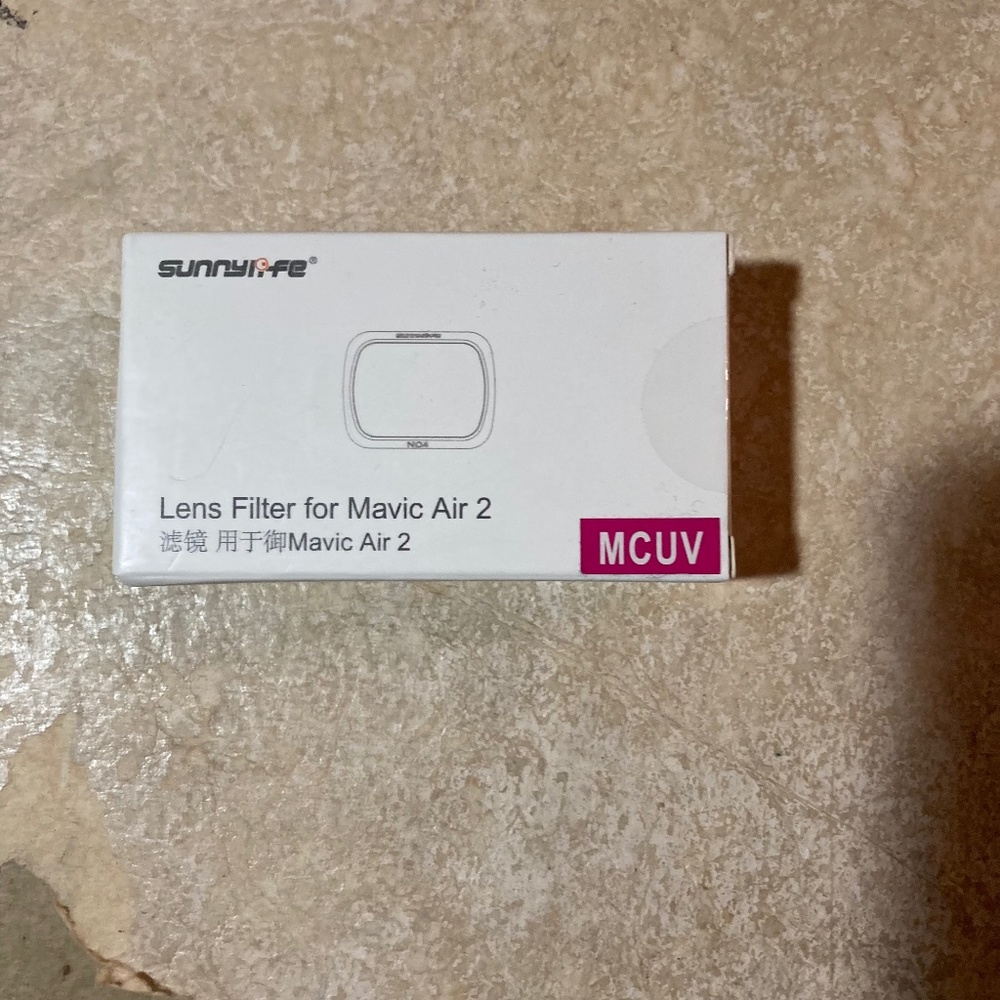 sunnylife®
sunnylife
ND4
Lens Filter for Mavic Air 2
滤镜 用于御Mavic Air 2
MCUV